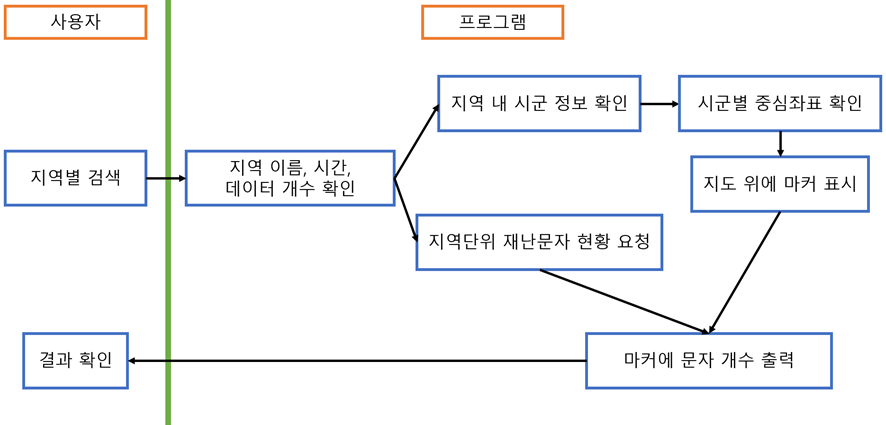 사용자
프로그램
지역 내 시군 정보 확인
시군별 중심좌표 확인
지역별 검색
지역 이름, 시간,
데이터 개수 확인
지도 위에 마커 표시
지역단위 재난문자 현황 요청
결과 확인
마커에 문자 개수 출력